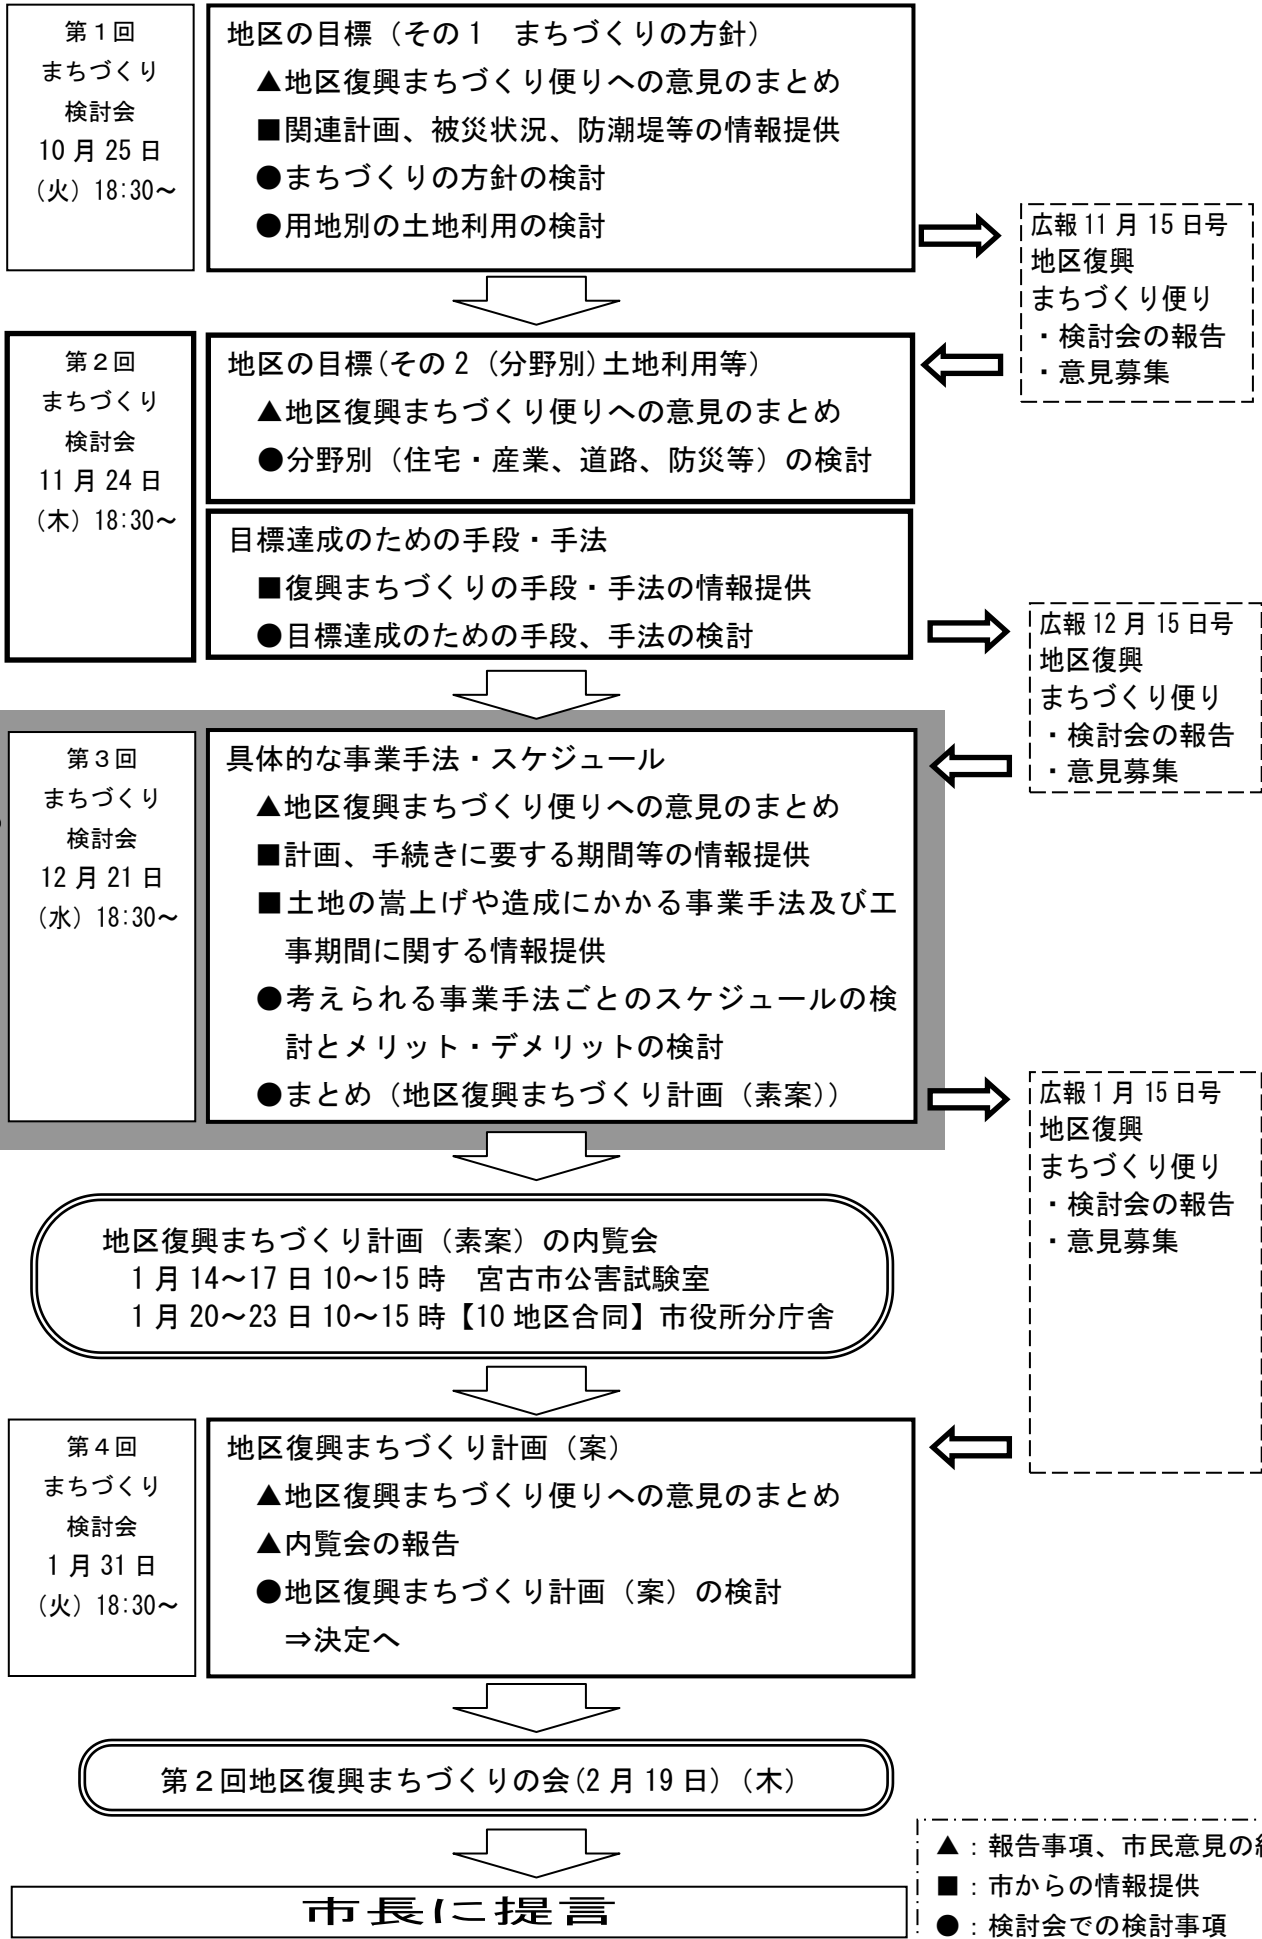 第１回
まちづくり
検討会
10 月 25 日
（火）18:30～
地区の目標（その１　まちづくりの方針）
▲地区復興まちづくり便りへの意見のまとめ
■関連計画、被災状況、防潮堤等の情報提供
●まちづくりの方針の検討
●用地別の土地利用の検討
広報 11 月 15 日号
地区復興
まちづくり便り
・検討会の報告
・意見募集
第２回
まちづくり
検討会
11 月 24 日
（木）18:30～
地区の目標(その２（分野別)土地利用等）
▲地区復興まちづくり便りへの意見のまとめ
●分野別（住宅・産業、道路、防災等）の検討
目標達成のための手段・手法
■復興まちづくりの手段・手法の情報提供
●目標達成のための手段、手法の検討
広報 12 月 15 日号
地区復興
まちづくり便り
・検討会の報告
・意見募集
第３回
まちづくり
検討会
12 月 21 日
（水）18:30～
具体的な事業手法・スケジュール
▲地区復興まちづくり便りへの意見のまとめ
■計画、手続きに要する期間等の情報提供
■土地の嵩上げや造成にかかる事業手法及び工
事期間に関する情報提供
●考えられる事業手法ごとのスケジュールの検
討とメリット・デメリットの検討
●まとめ（地区復興まちづくり計画（素案））
広報 1 月 15 日号
地区復興
まちづくり便り
・検討会の報告
・意見募集
地区復興まちづくり計画（素案）の内覧会
1 月 14～17 日 10～15 時　宮古市公害試験室
1 月 20～23 日 10～15 時【10 地区合同】市役所分庁舎
第４回
まちづくり
検討会
1 月 31 日
（火）18:30～
地区復興まちづくり計画（案）
▲地区復興まちづくり便りへの意見のまとめ
▲内覧会の報告
●地区復興まちづくり計画（案）の検討
⇒決定へ
第２回地区復興まちづくりの会(2 月 19 日)（木）
市長に提言
▲：報告事項、市民意見の
■：市からの情報提供
●：検討会での検討事項